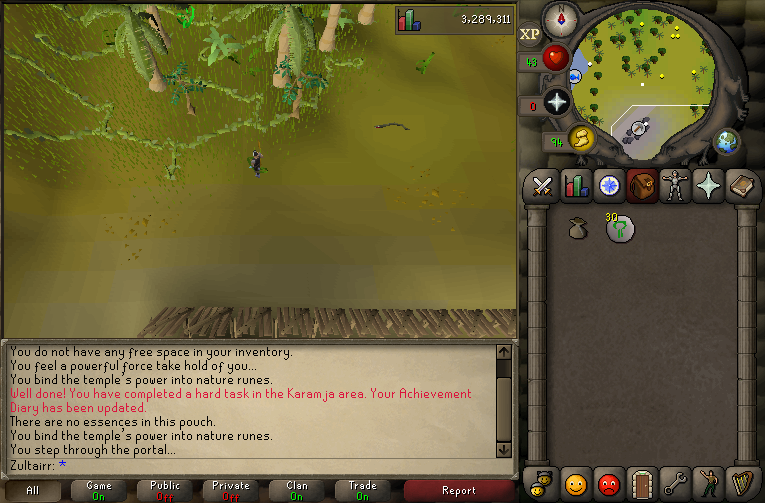 3,289,311
XP
43
0
94
30
You do not have any free space in your inventory.
You feel a powerful force take hold of you...
You bind the temple's power into nature runes.
Well done! You have completed a hard task in the Karamja area. Your Achievement
Diary has been updated.
There are no essences in this pouch.
You bind the temple's power into nature runes.
You step through the portal...
Zultairr: *
All
Game
On
Public
Off
Private
Off
Clan
On
Trade
On
Report